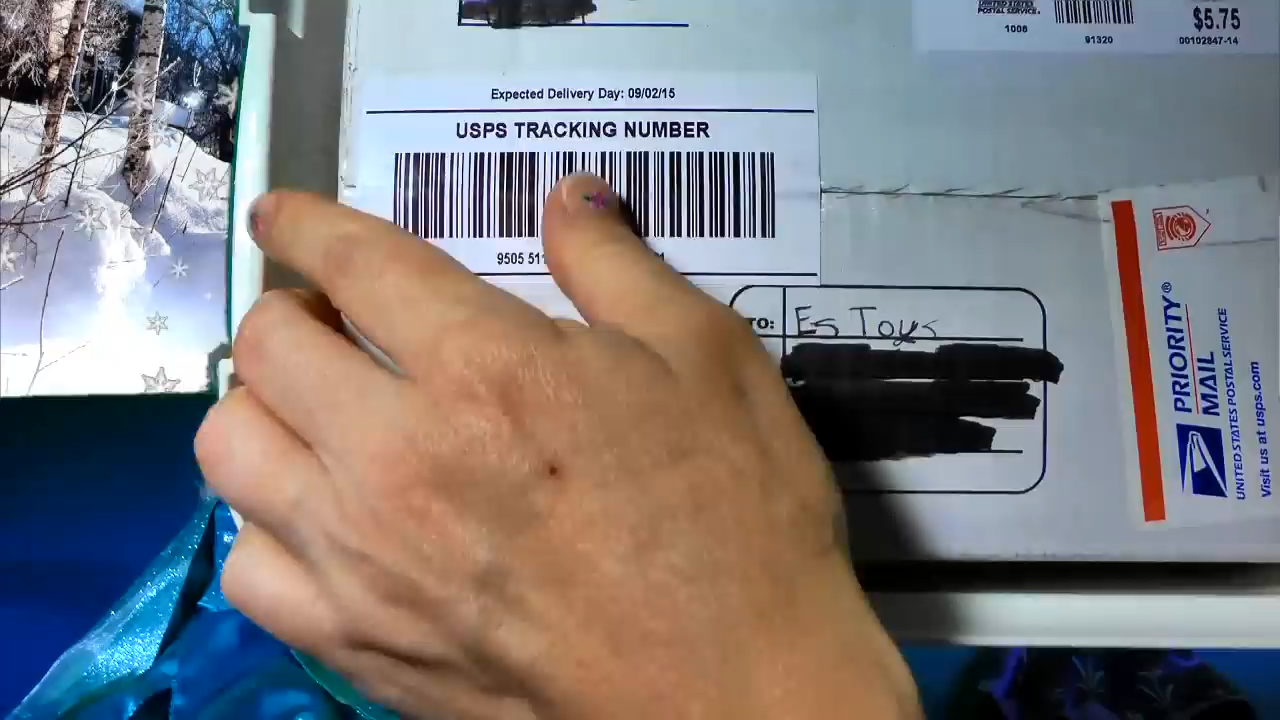 UNITED STATES
POSTAL SERVICE®
1006
91320
$5.75
00102847-14
Expected Delivery Day: 09/02/15
USPS TRACKING NUMBER
9505 51
TO:
Es Toys
PRIORITY®
MAIL
UNITED STATES POSTAL SERVICE
Visit us at usps.com